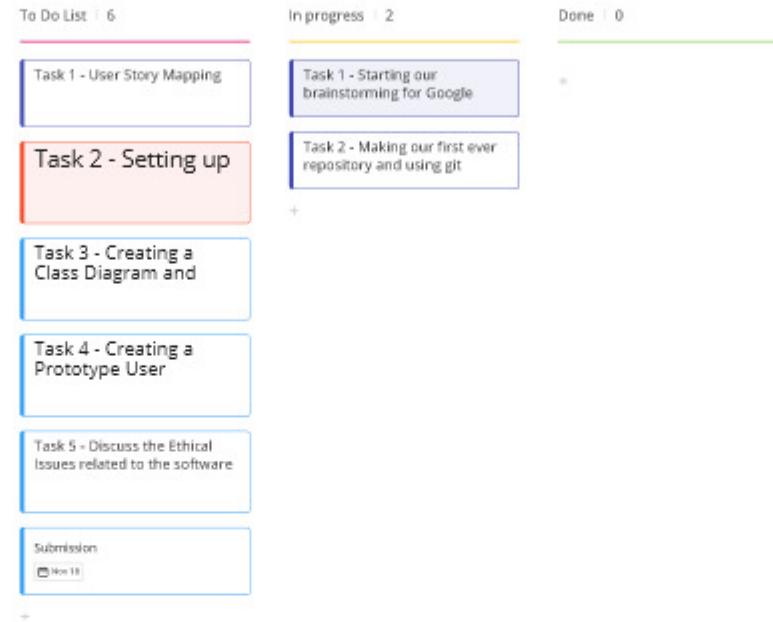 To Do List 6
Task 1 - User Story Mapping
Task 2 - Setting up
Task 3 - Creating a
Class Diagram and
Task 4 - Creating a
Prototype User
Task 5 - Discuss the Ethical
Issues related to the software
Submission
Nov 18
+
In progress 2
Task 1 - Starting our
brainstorming for Google
Task 2 - Making our first ever
repository and using git
+
Done 0
+